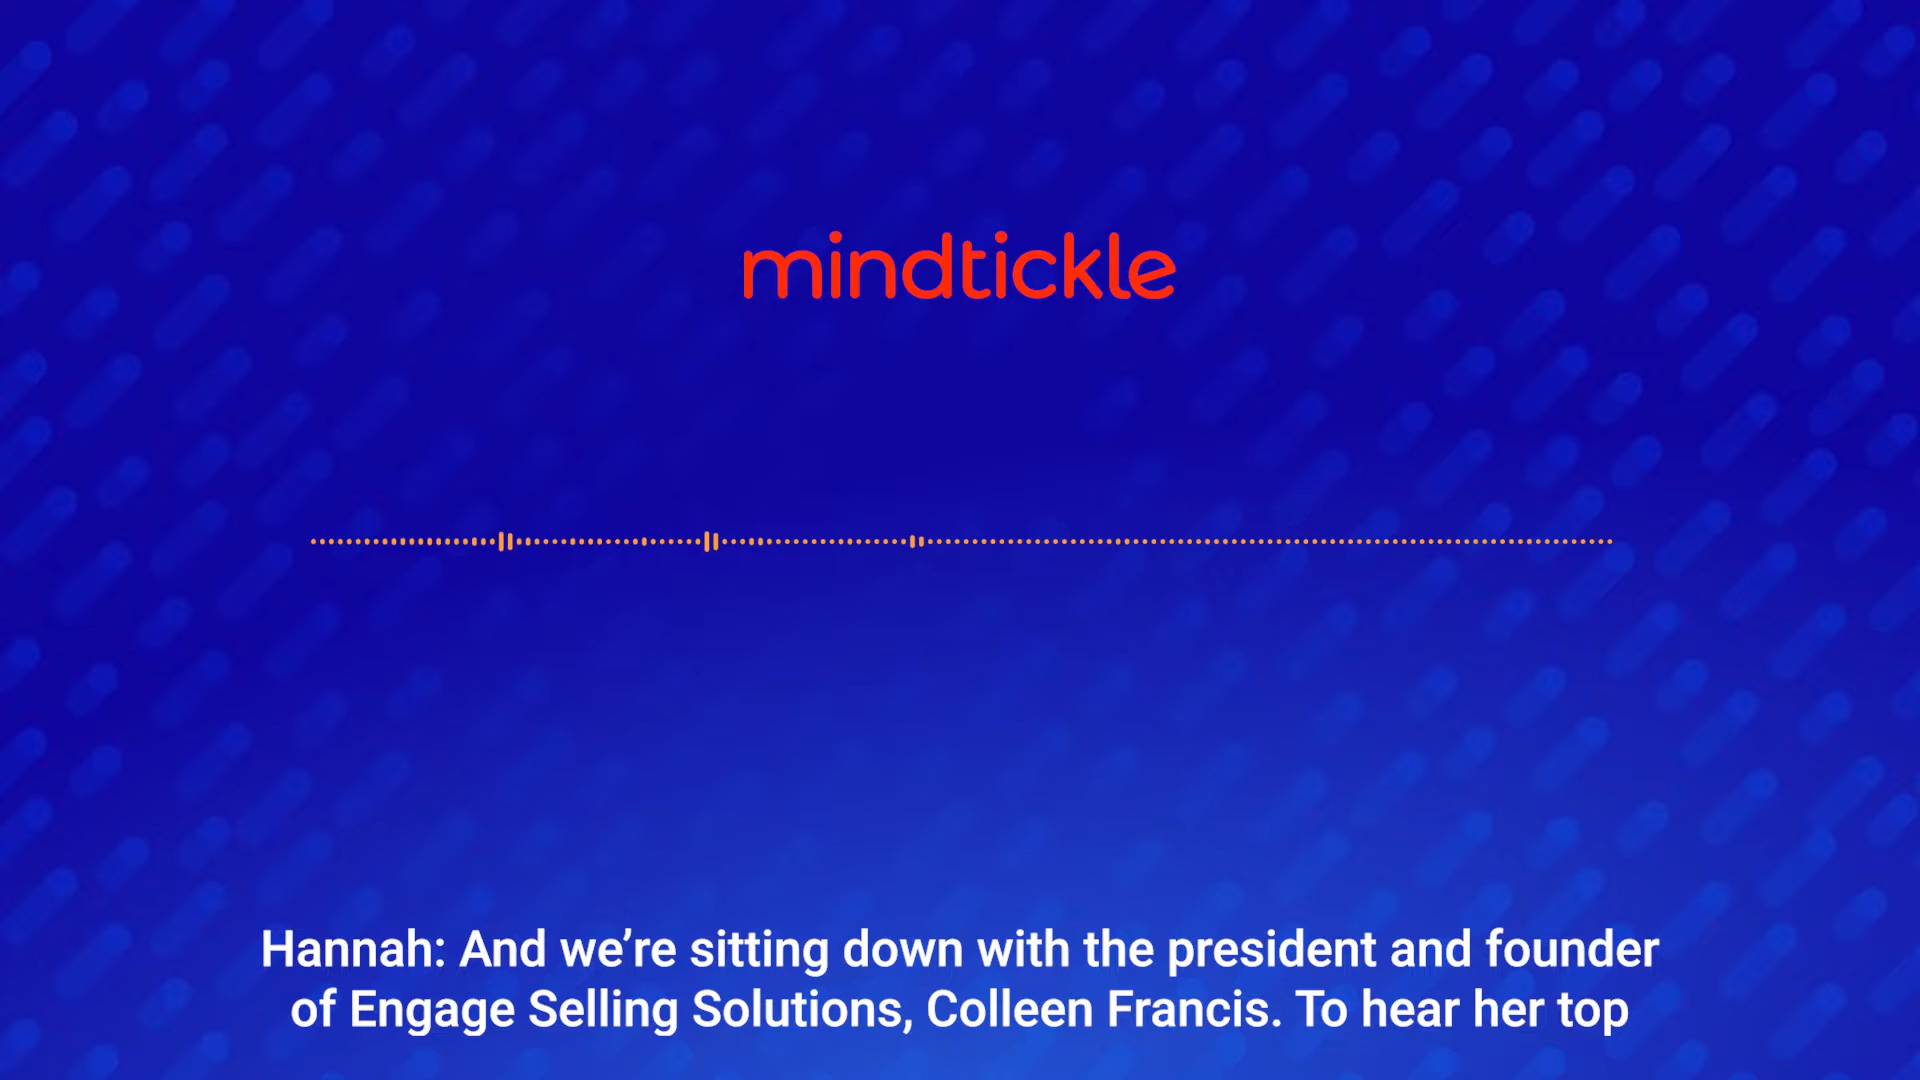 mindtickle
Hannah: And we’re sitting down with the president and founder
of Engage Selling Solutions, Colleen Francis. To hear her top